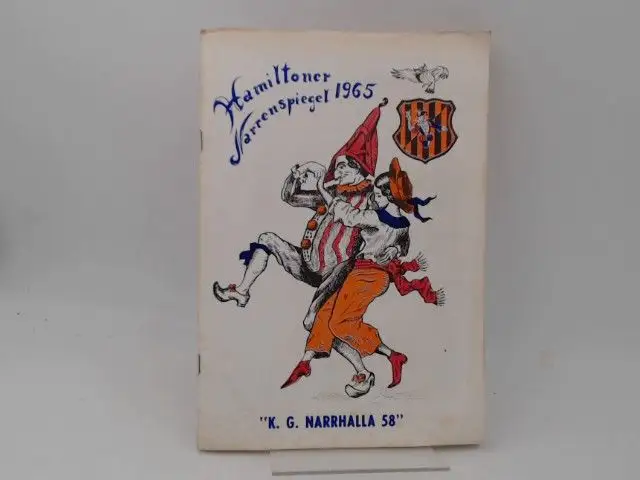 Hamiltoner
Narrenspiegel 1965
"K. G. NARRHALLA 58"